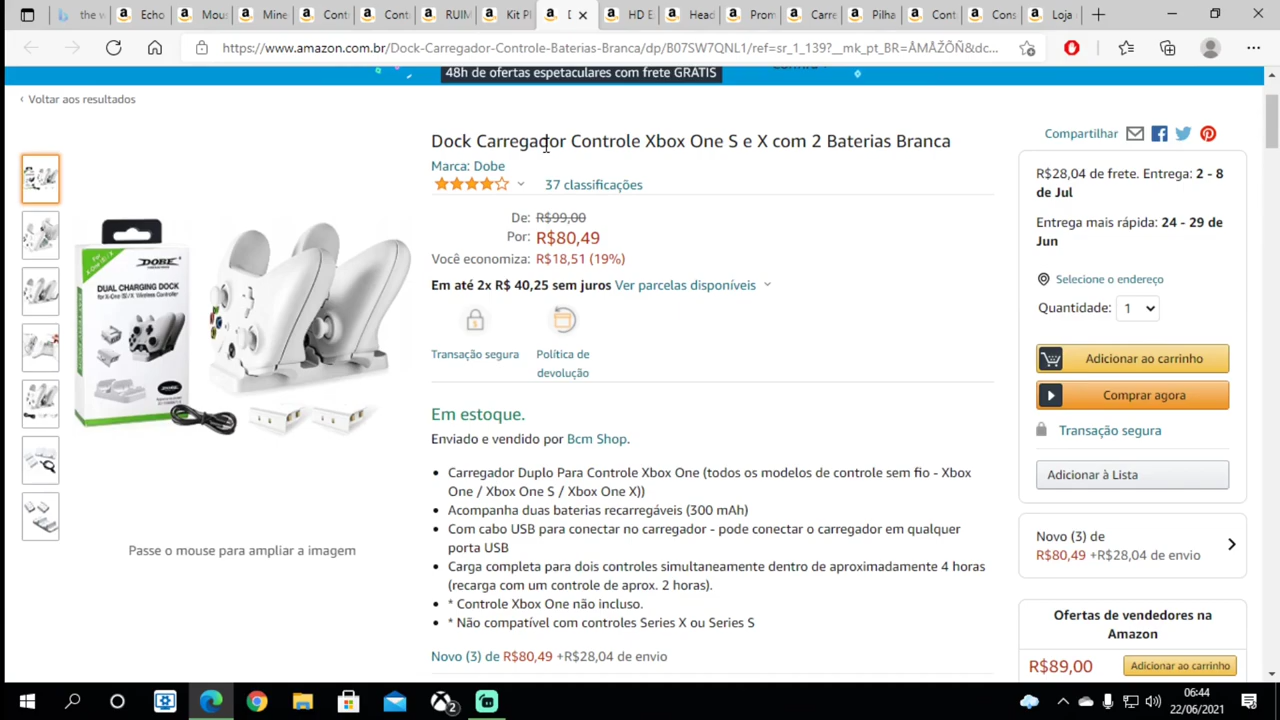 the v
Echo
Mous
Mine
Contr
Contr
RUIM
Kit Pl
D
HD E
Head
Pron
Carre
Pilha
Cont
Cons
Loja
https://www.amazon.com.br/Dock-Carregador-Controle-Baterias-Branca/dp/B07SW7QNL1/ref=sr_1_139?__mk_pt_BR=ÅMÅŽÕÑ&dc...
48h de ofertas espetaculares com frete GRÁTIS
‹ Voltar aos resultados
Dock Carregador Controle Xbox One S e X com 2 Baterias Branca
Marca: Dobe
37 classificações
De: R$99,00
Por: R$80,49
Você economiza: R$18,51 (19%)
Em até 2x R$ 40,25 sem juros Ver parcelas disponíveis
Transação segura
Política de
devolução
Em estoque.
Enviado e vendido por Bcm Shop.
• Carregador Duplo Para Controle Xbox One (todos os modelos de controle sem fio - Xbox
One / Xbox One S / Xbox One X))
• Acompanha duas baterias recarregáveis (300 mAh)
• Com cabo USB para conectar no carregador - pode conectar o carregador em qualquer
porta USB
• Carga completa para dois controles simultaneamente dentro de aproximadamente 4 horas
(recarga com um controle de aprox. 2 horas).
• * Controle Xbox One não incluso.
• * Não compatível com controles Series X ou Series S
Novo (3) de R$80,49 +R$28,04 de envio
DOBE
DUAL CHARGING DOCK
for X-One (S) / X Wireless Controller
DOBE
Passe o mouse para ampliar a imagem
Compartilhar
R$28,04 de frete. Entrega: 2 - 8
de Jul
Entrega mais rápida: 24 - 29 de
Jun
Selecione o endereço
Quantidade: 1
Adicionar ao carrinho
Comprar agora
Transação segura
Adicionar à Lista
Novo (3) de
R$80,49 +R$28,04 de envio
Ofertas de vendedores na
Amazon
R$89,00
Adicionar ao carrinho
2
06:44
22/06/2021